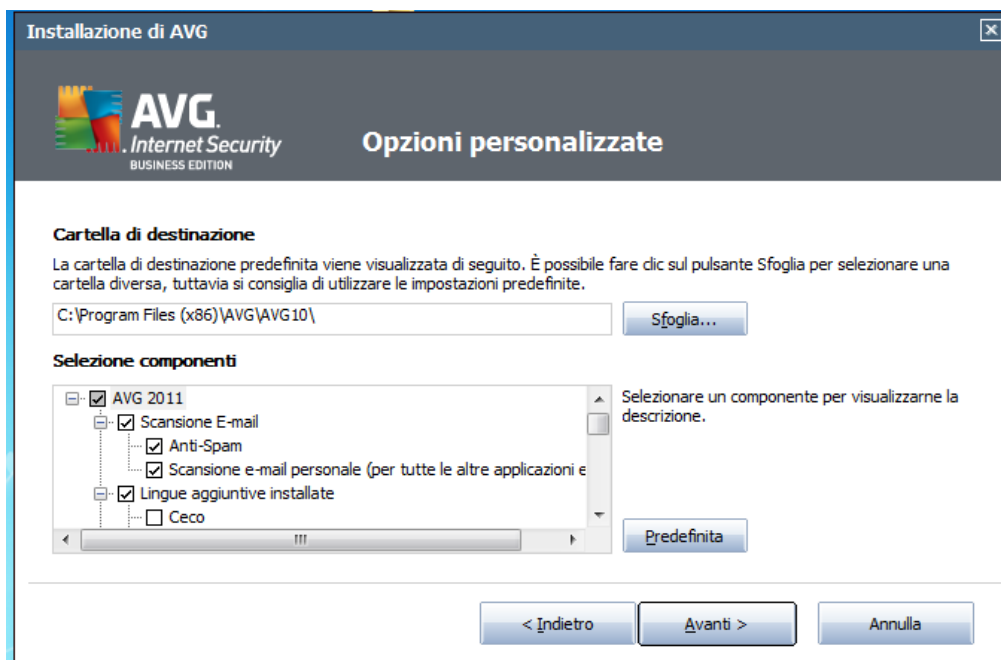 Installazione di AVG
AVG.
Internet Security
BUSINESS EDITION
Opzioni personalizzate
Cartella di destinazione
La cartella di destinazione predefinita viene visualizzata di seguito. È possibile fare clic sul pulsante Sfoglia per selezionare una
cartella diversa, tuttavia si consiglia di utilizzare le impostazioni predefinite.
C:\Program Files (x86)\AVG\AVG10\
Sfoglia...
Selezione componenti
AVG 2011
Scansione E-mail
Anti-Spam
Scansione e-mail personale (per tutte le altre applicazioni e
Lingue aggiuntive installate
Ceco
Selezionare un componente per visualizzarne la
descrizione.
Predefinita
< Indietro
Avanti >
Annulla